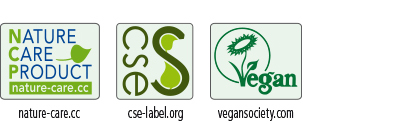 NATURE
CARE
PRODUCT
nature-care.cc
cse
Vegan
nature-care.cc
cse-label.org
vegansociety.com